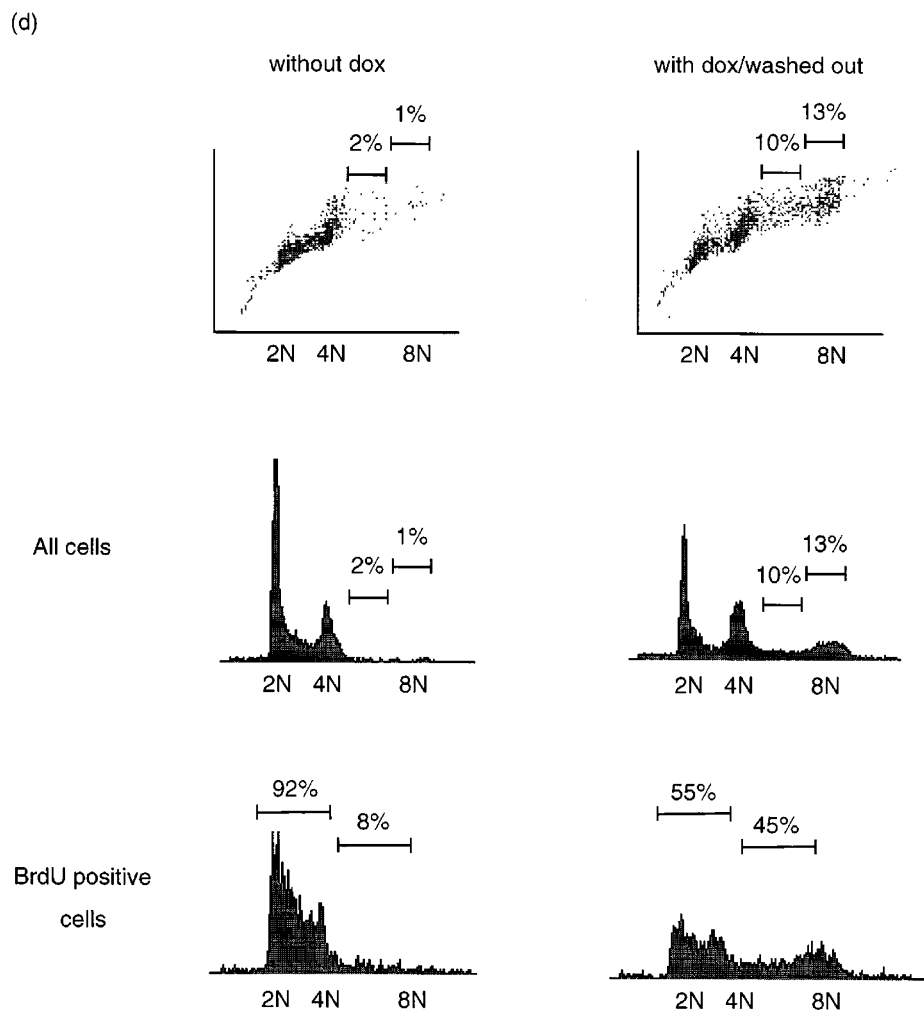 (d)
without dox
with dox/washed out
1%
2%
13%
10%
2N 4N 8N
2N 4N 8N
All cells
1%
2%
13%
10%
2N 4N 8N
2N 4N 8N
BrdU positive
cells
92%
8%
55%
45%
2N 4N 8N
2N 4N 8N